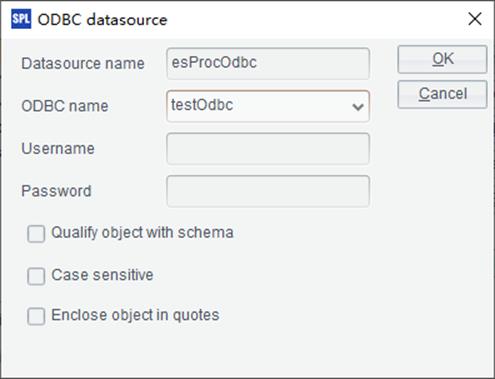 SPL ODBC datasource
Datasource name esProcOdbc OK
ODBC name testOdbc Cancel
Username
Password
Qualify object with schema
Case sensitive
Enclose object in quotes